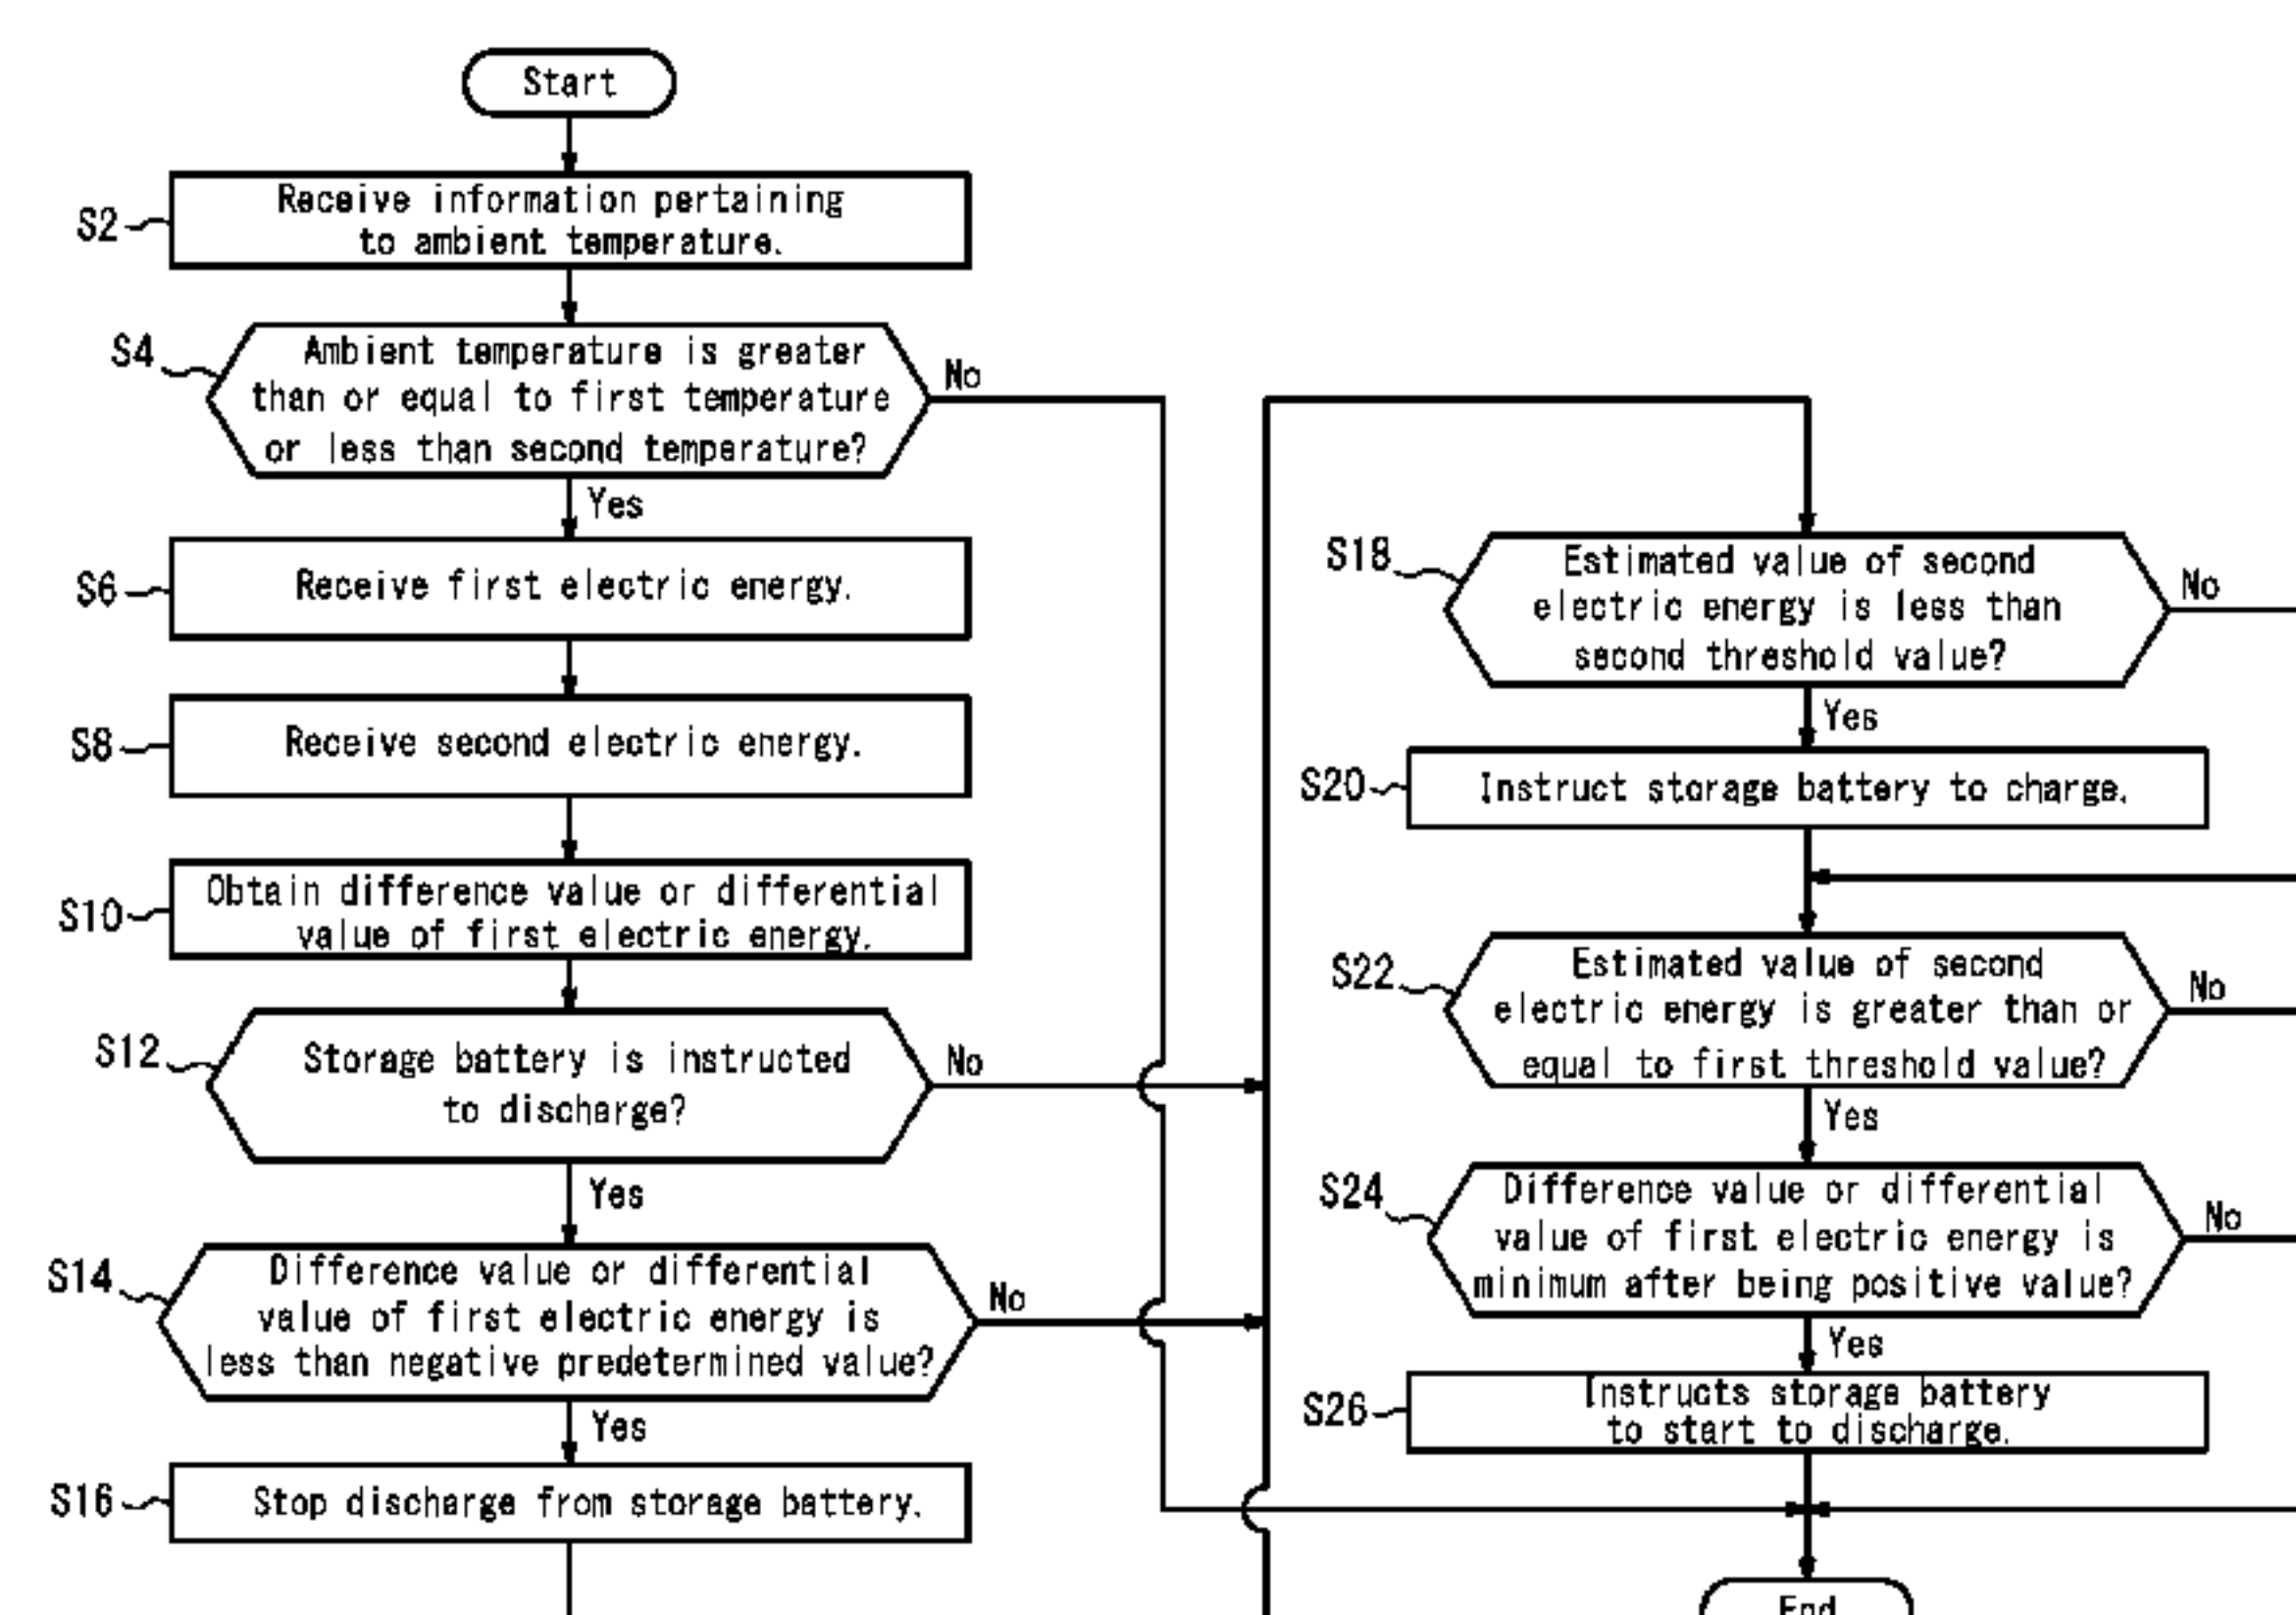 Start
S2
Receive information pertaining
to ambient temperature.
S4
Ambient temperature is greater
than or equal to first temperature
or less than second temperature?
No
Yes
S6
Receive first electric energy.
S8
Receive second electric energy.
S10
Obtain difference value or differential
value of first electric energy.
S12
Storage battery is instructed
to discharge?
No
Yes
S14
Difference value or differential
value of first electric energy is
less than negative predetermined value?
No
Yes
S16
Stop discharge from storage battery.
S18
Estimated value of second
electric energy is less than
second threshold value?
No
Yes
S20
Instruct storage battery to charge.
S22
Estimated value of second
electric energy is greater than or
equal to first threshold value?
No
Yes
S24
Difference value or differential
value of first electric energy is
minimum after being positive value?
No
Yes
S26
Instructs storage battery
to start to discharge.
End